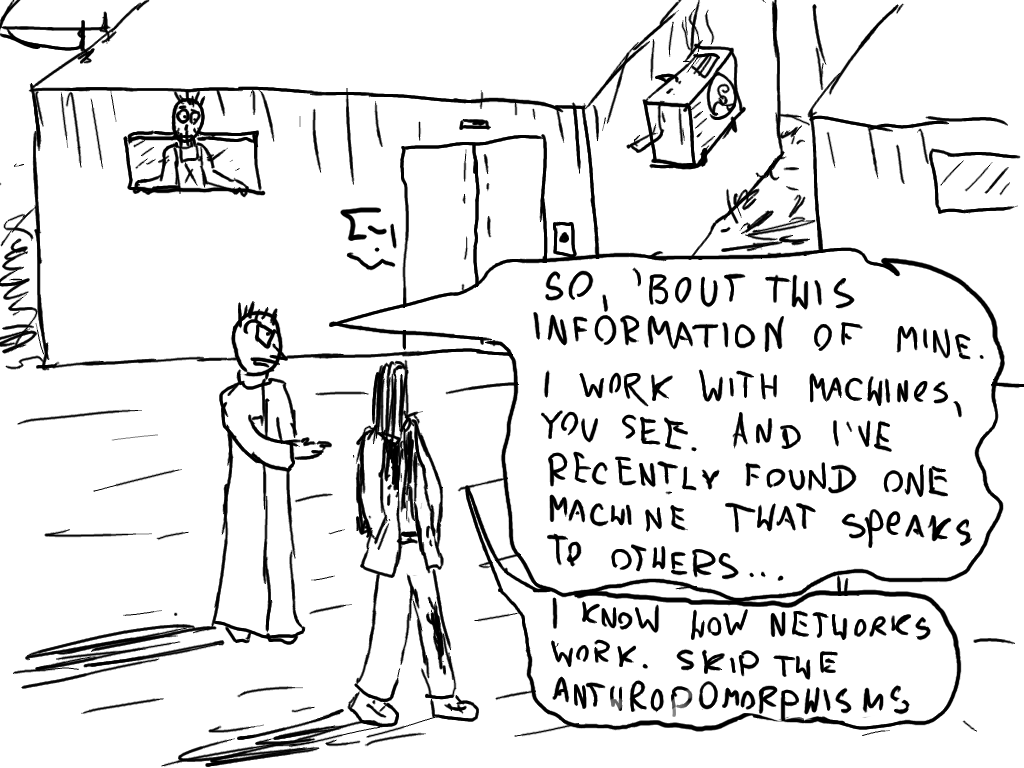 SO, 'BOUT THIS
INFORMATION OF MINE.
I WORK WITH MACHINES,
YOU SEE. AND I'VE
RECENTLY FOUND ONE
MACHINE THAT SPEAKS
TO OTHERS...
I KNOW HOW NETWORKS
WORK. SKIP THE
ANTHROPOMORPHISMS